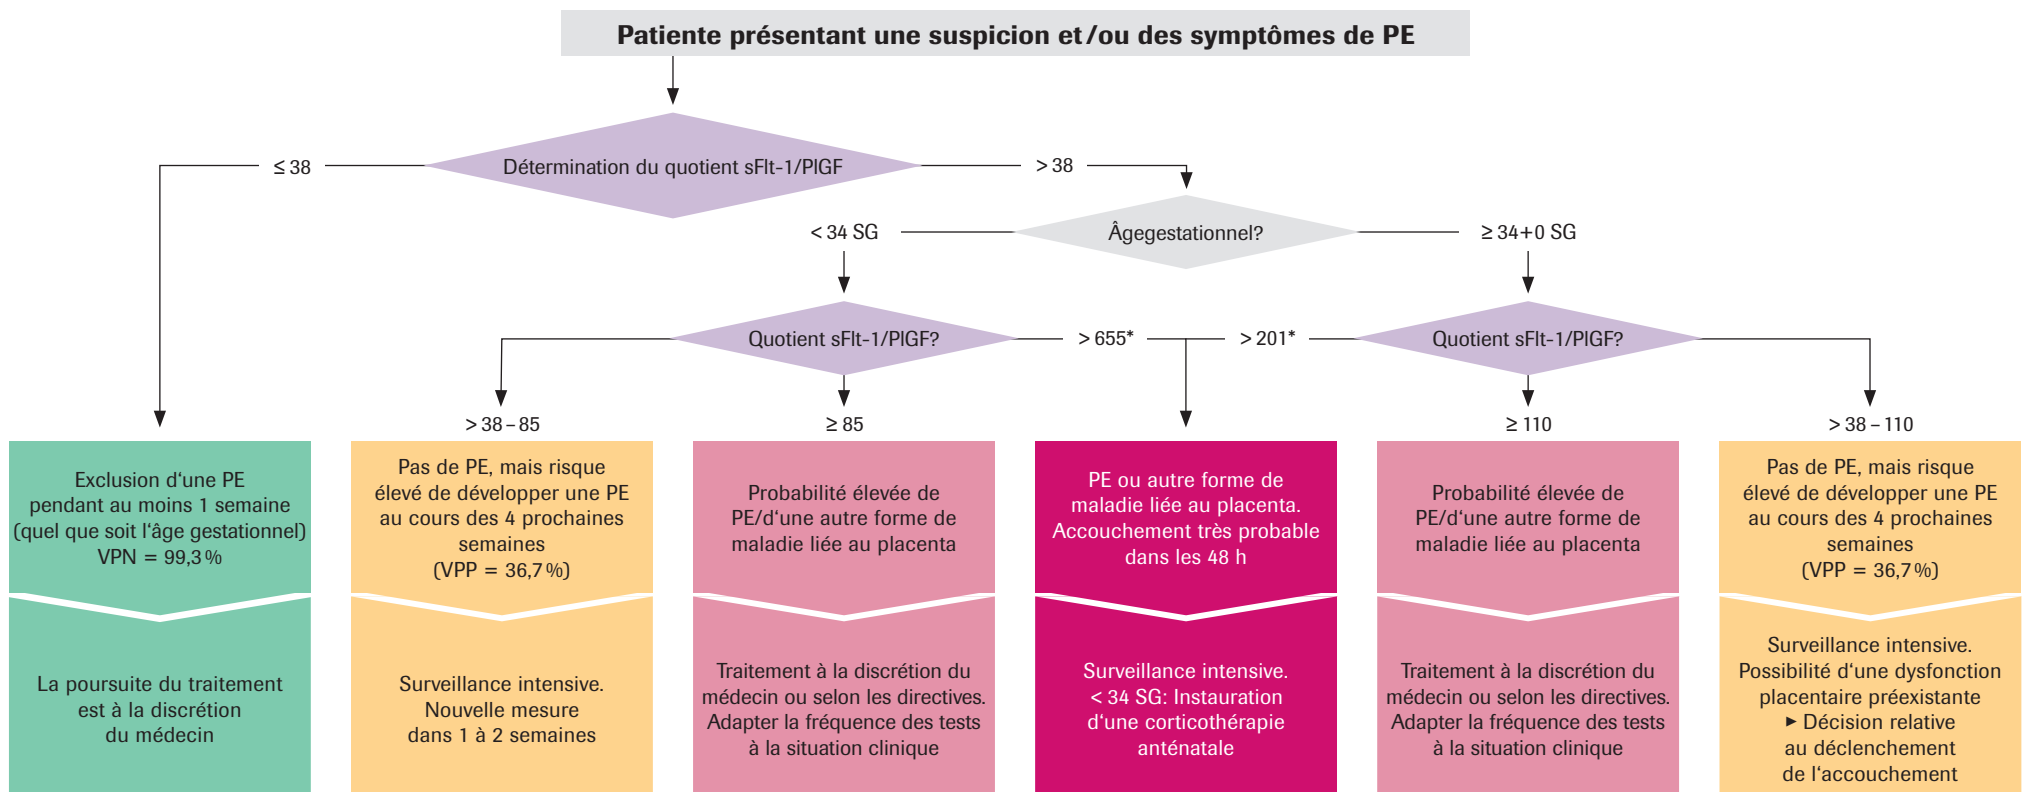 Patiente présentant une suspicion et/ou des symptômes de PE
≤ 38
Détermination du quotient sFlt-1/PlGF
> 38
< 34 SG
Âgegestationnel?
≥ 34+0 SG
Quotient sFlt-1/PlGF?
> 655*
> 201*
Quotient sFlt-1/PlGF?
> 38 – 85
≥ 85
≥ 110
> 38 – 110
Exclusion d‘une PE
pendant au moins 1 semaine
(quel que soit l‘âge gestationnel)
VPN = 99,3 %
La poursuite du traitement
est à la discrétion
du médecin
Pas de PE, mais risque
élevé de développer une PE
au cours des 4 prochaines
semaines
(VPP = 36,7 %)
Surveillance intensive.
Nouvelle mesure
dans 1 à 2 semaines
Probabilité élevée de
PE/d‘une autre forme de
maladie liée au placenta
Traitement à la discrétion du
médecin ou selon les directives.
Adapter la fréquence des tests
à la situation clinique
PE ou autre forme de
maladie liée au placenta.
Accouchement très probable
dans les 48 h
Surveillance intensive.
< 34 SG: Instauration
d‘une corticothérapie
anténatale
Probabilité élevée de
PE/d‘une autre forme de
maladie liée au placenta
Traitement à la discrétion du
médecin ou selon les directives.
Adapter la fréquence des tests
à la situation clinique
Pas de PE, mais risque
élevé de développer une PE
au cours des 4 prochaines
semaines
(VPP = 36,7 %)
Surveillance intensive.
Possibilité d‘une dysfonction
placentaire préexistante
▸ Décision relative
au déclenchement
de l‘accouchement